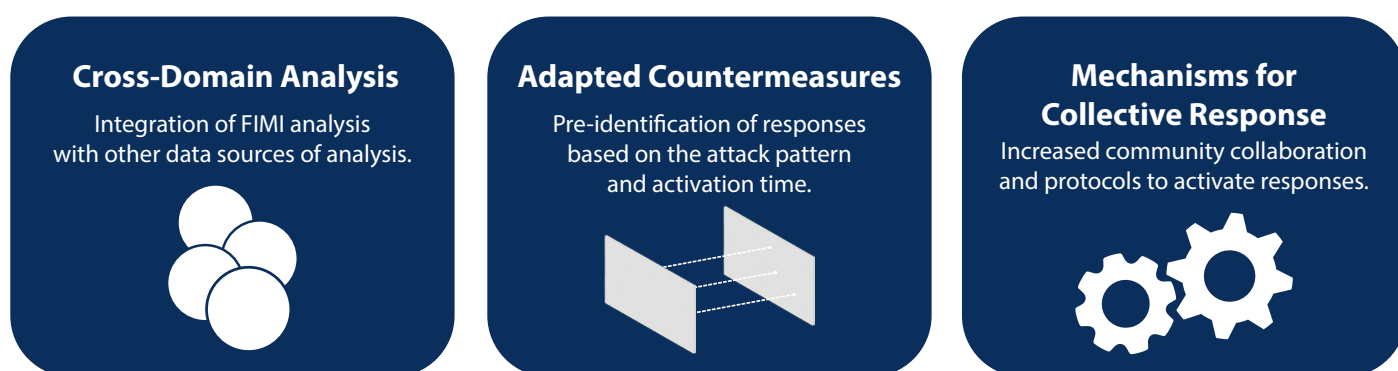 Cross-Domain Analysis
Integration of FIMI analysis
with other data sources of analysis.
Adapted Countermeasures
Pre-identification of responses
based on the attack pattern
and activation time.
Mechanisms for
Collective Response
Increased community collaboration
and protocols to activate responses.